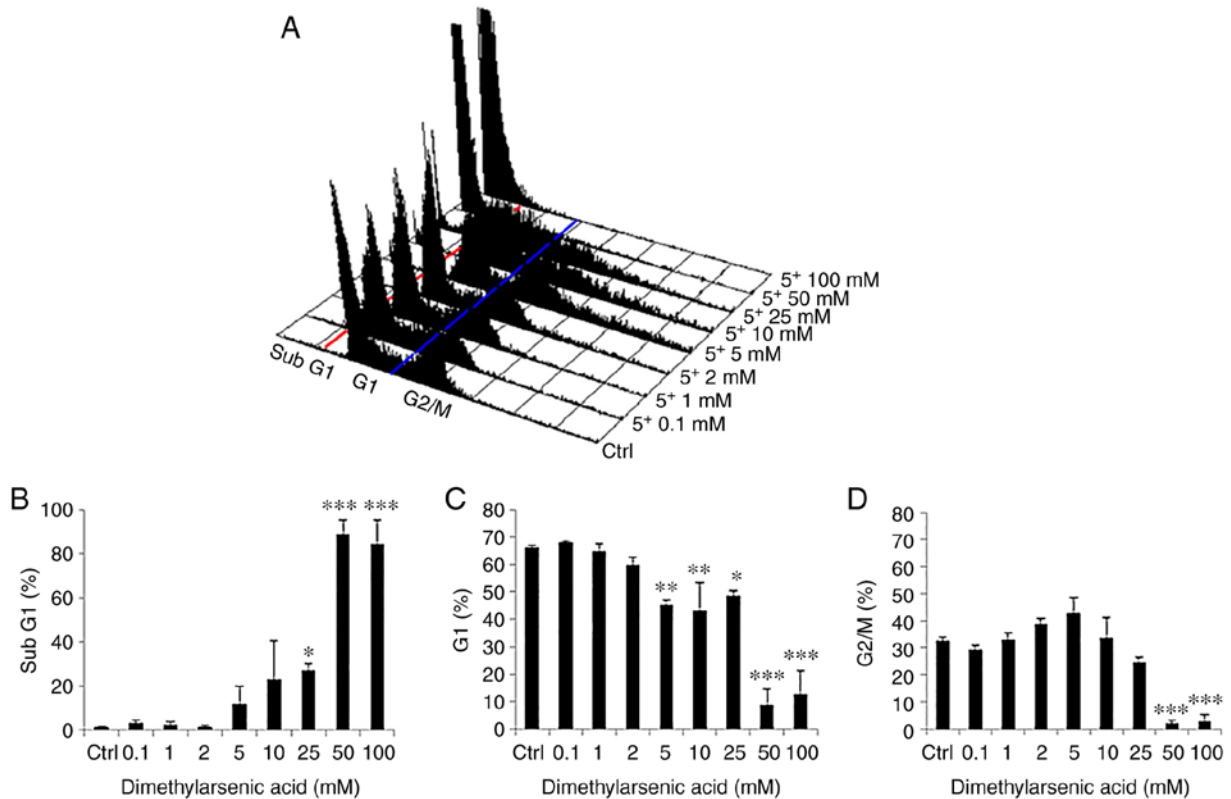 A
5+ 100 mM
5+ 50 mM
5+ 25 mM
5+ 10 mM
5+ 5 mM
5+ 2 mM
5+ 1 mM
5+ 0.1 mM
Ctrl
Sub G1 G1 G2/M
B
Sub G1 (%)
100
80
60
40
20
0
* *** ***
Ctrl 0.1 1 2 5 10 25 50 100
Dimethylarsenic acid (mM)
C
G1 (%)
80
70
60
50
40
30
20
10
0
** ** * *** ***
Ctrl 0.1 1 2 5 10 25 50 100
Dimethylarsenic acid (mM)
D
G2/M (%)
80
70
60
50
40
30
20
10
0
*** ***
Ctrl 0.1 1 2 5 10 25 50 100
Dimethylarsenic acid (mM)